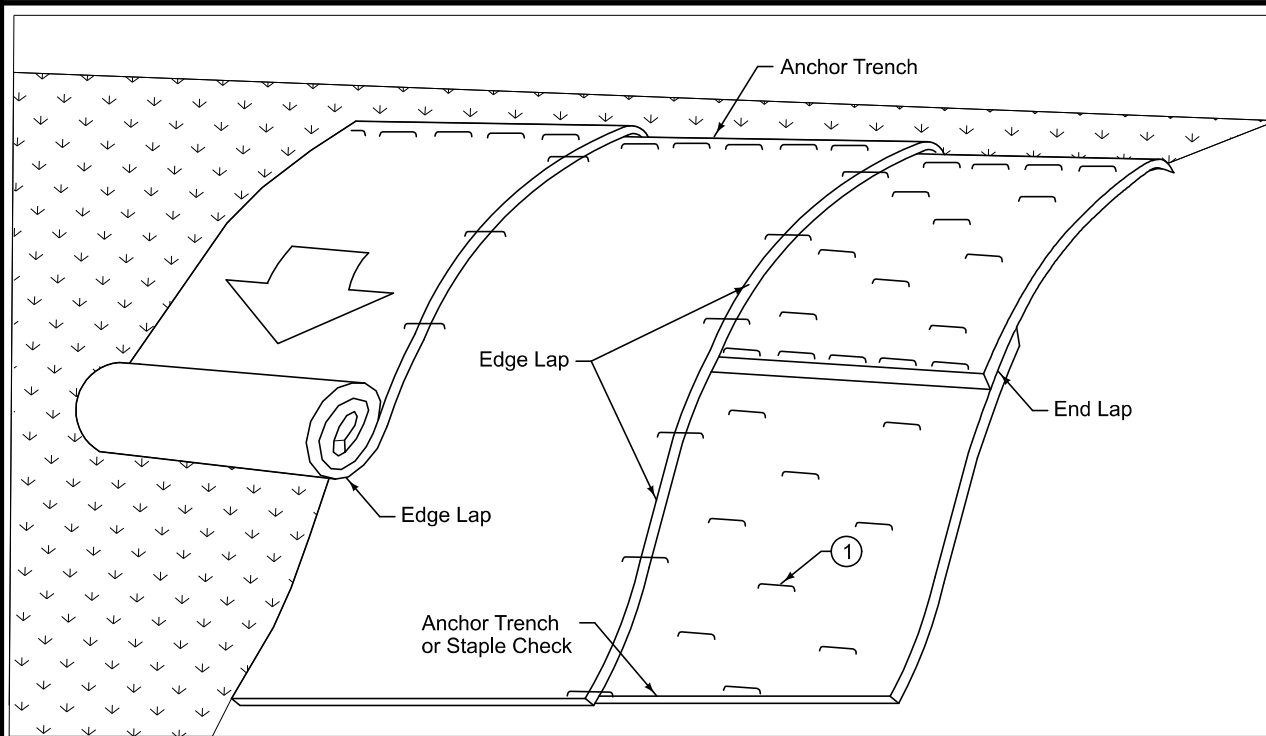 Anchor Trench
Edge Lap
End Lap
Edge Lap
1
Anchor Trench
or Staple Check